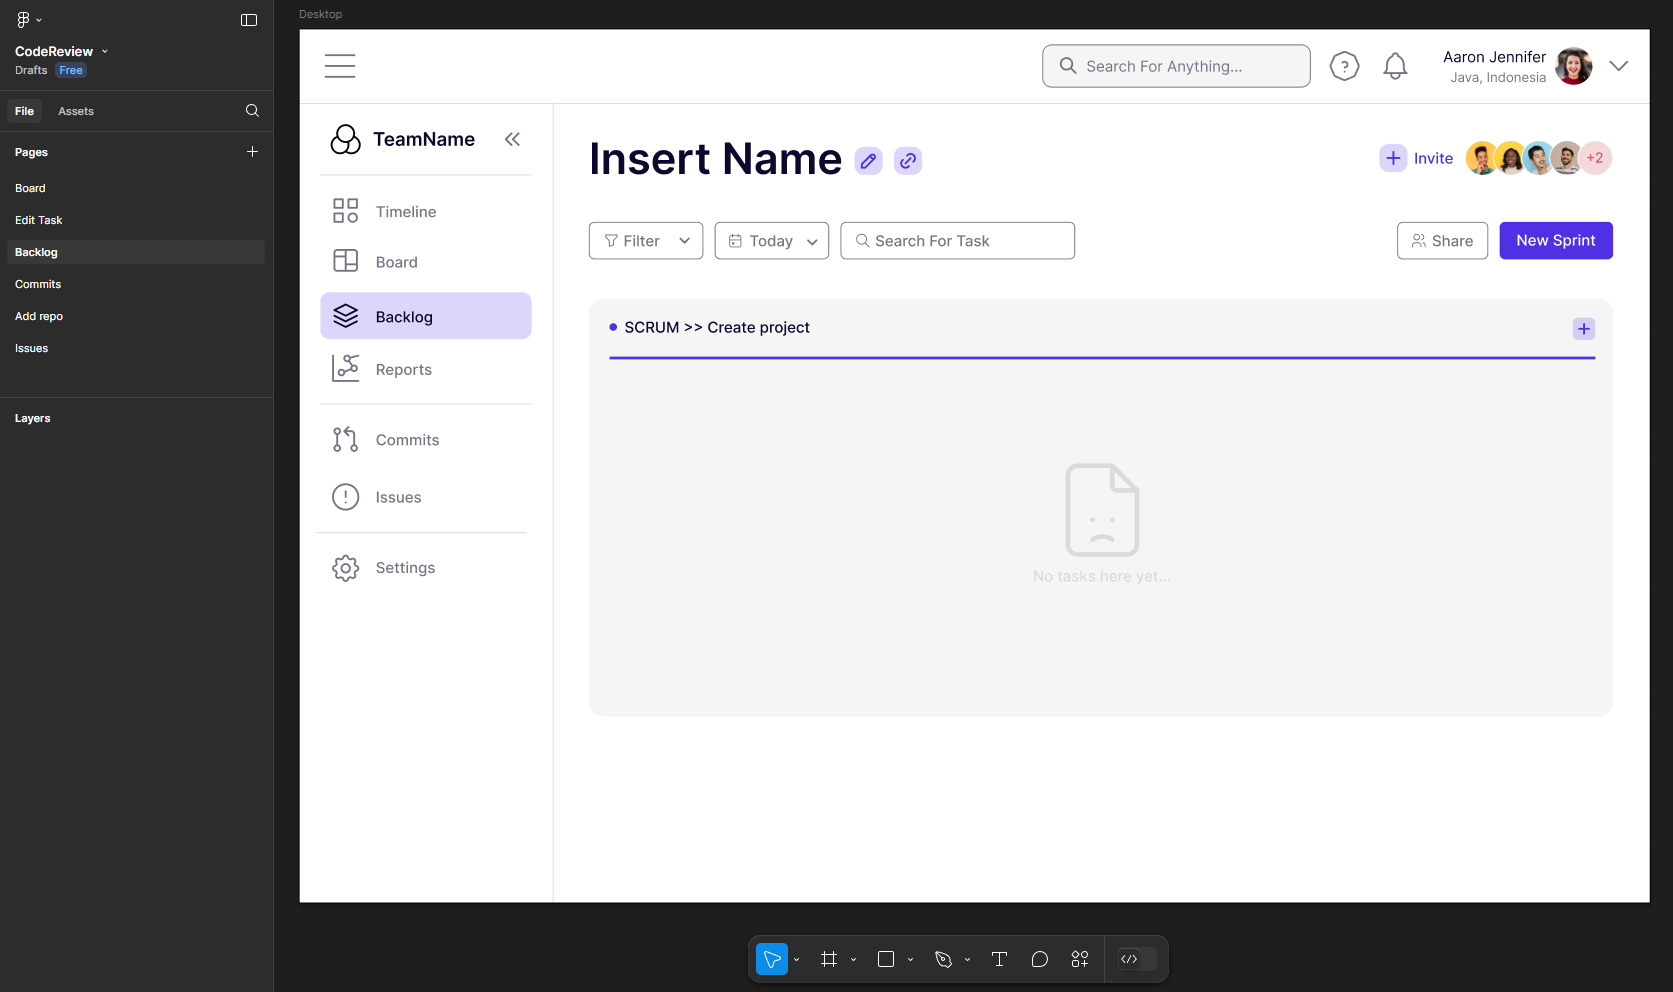 CodeReview
Drafts Free
File Assets
Pages
Board
Edit Task
Backlog
Commits
Add repo
Issues
Layers
Desktop
Search For Anything...
?
Aaron Jennifer
Java, Indonesia
TeamName
Timeline
Board
Backlog
Reports
Commits
Issues
Settings
Insert Name
Invite
+2
Filter
Today
Search For Task
Share
New Sprint
SCRUM >> Create project
No tasks here yet...